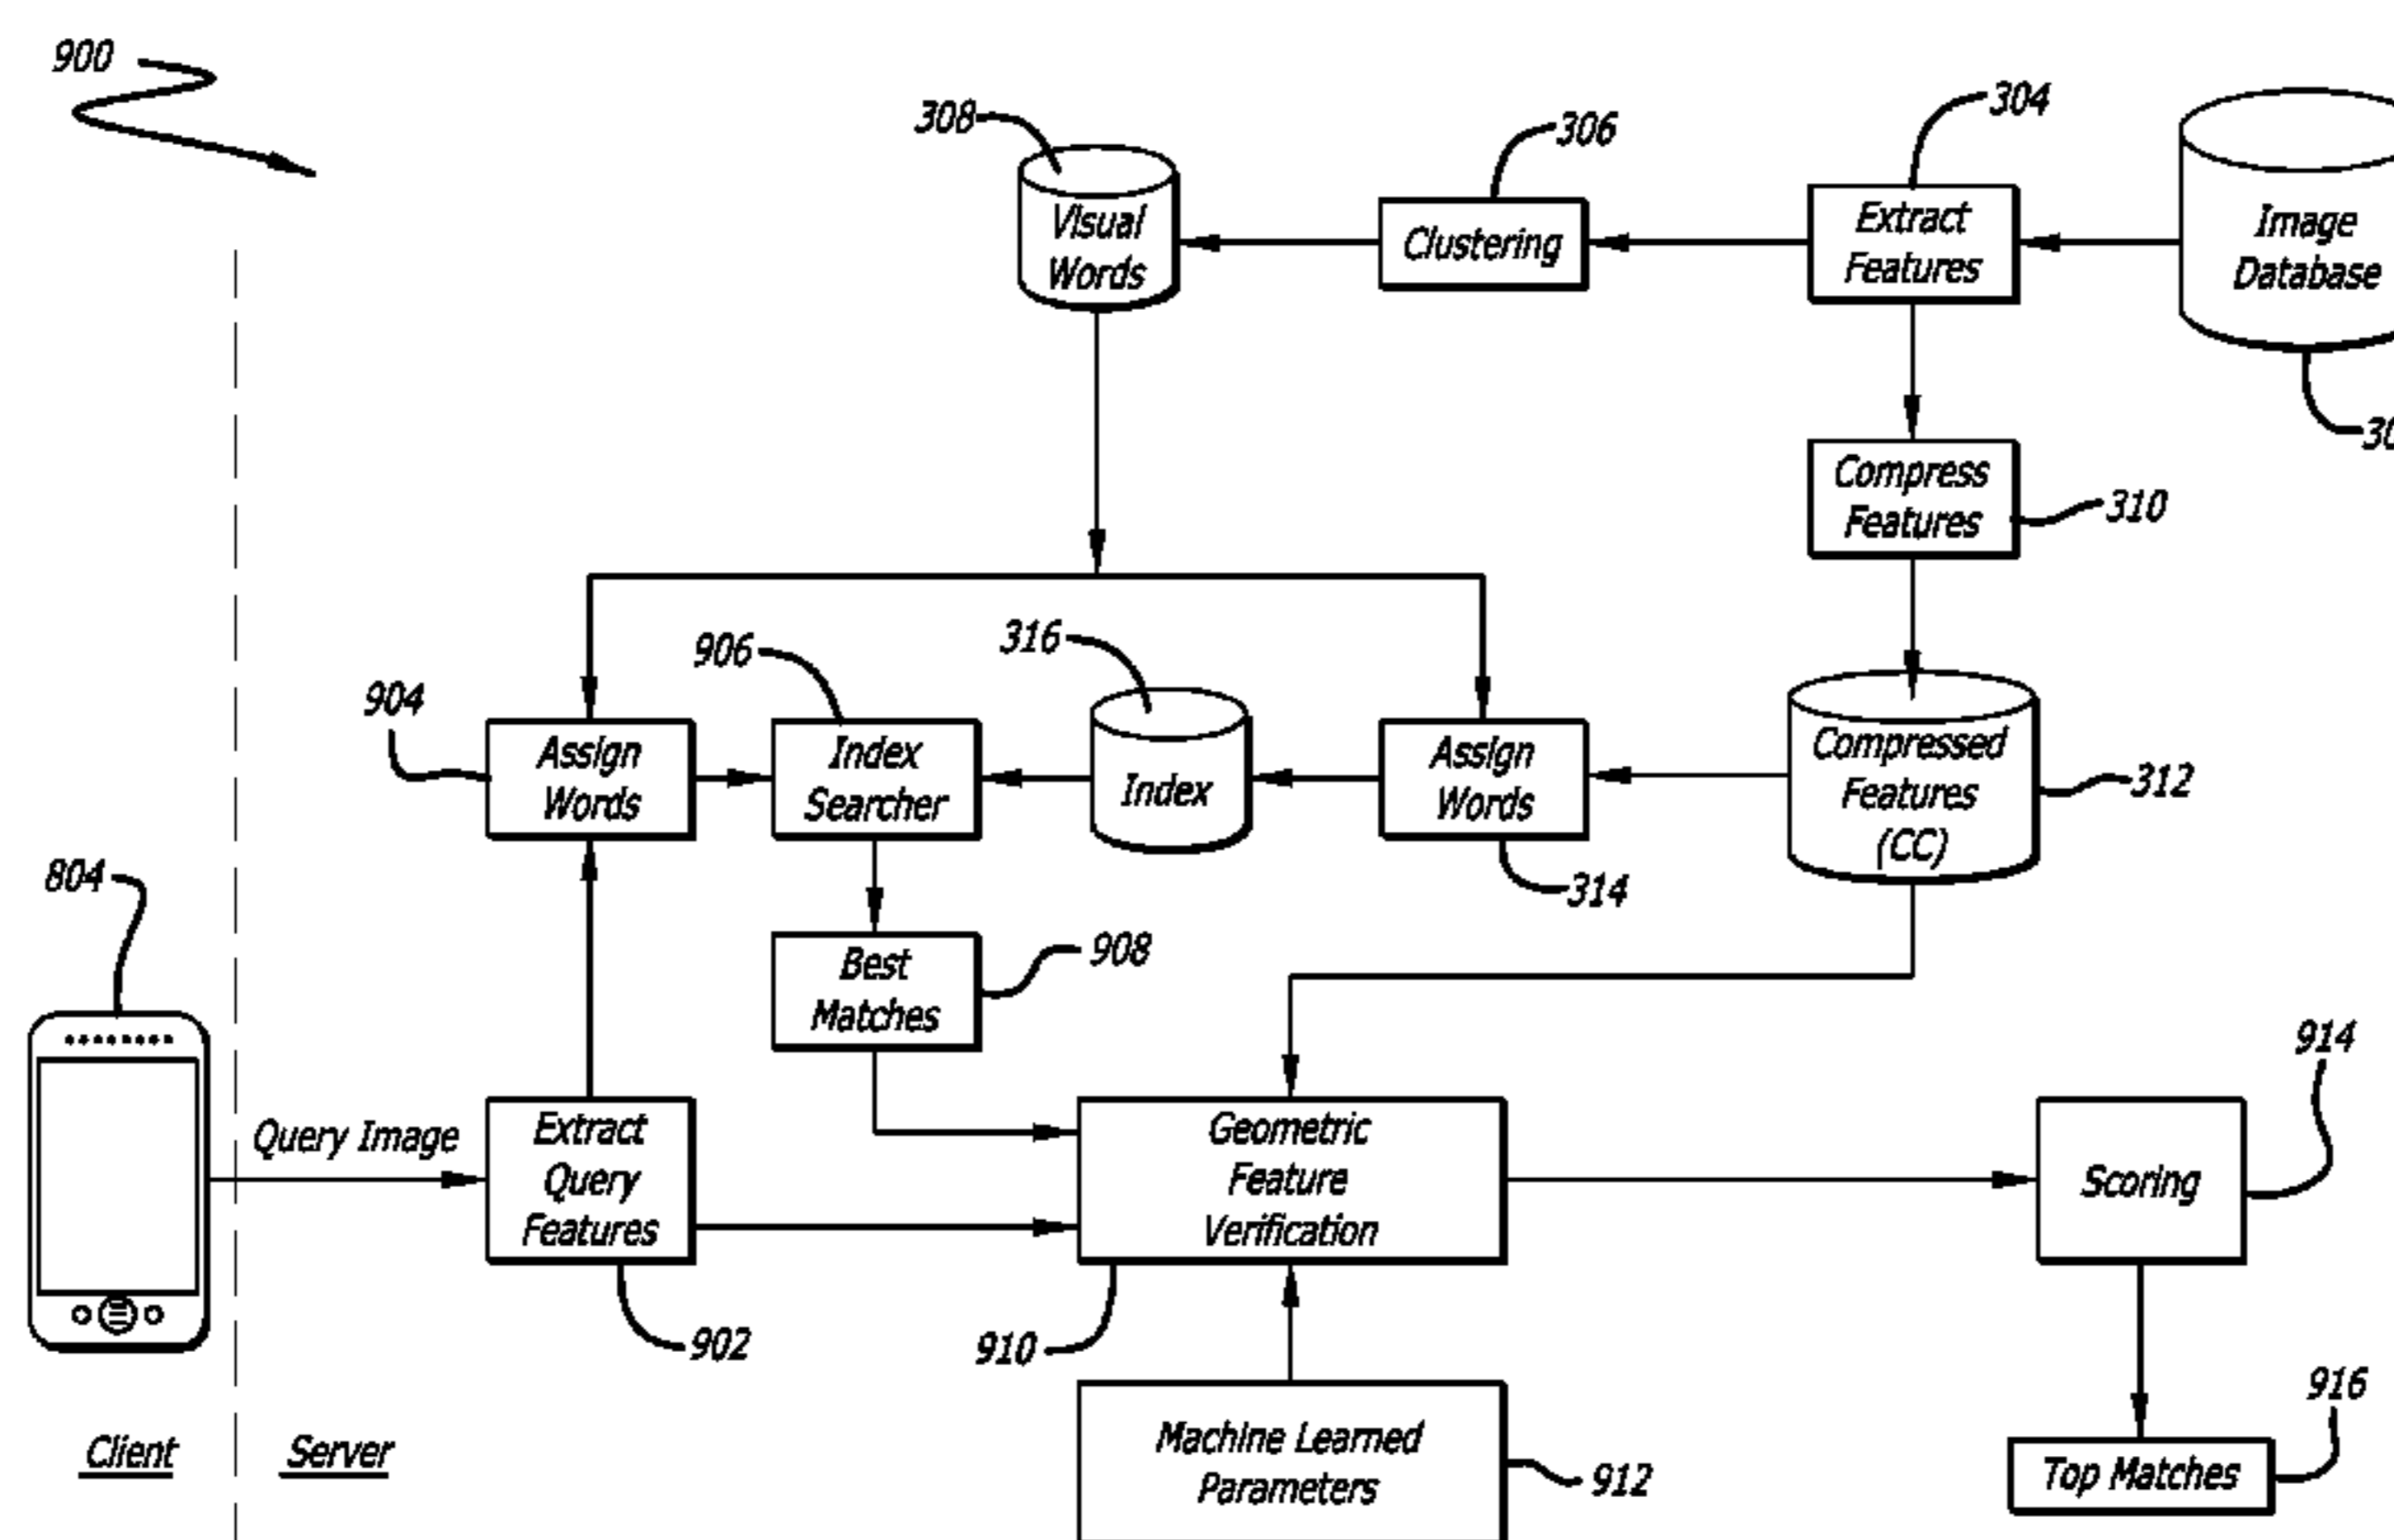 900
308
306
304
Visual
Words
Clustering
Extract
Features
Image
Database
Compress
Features
310
904
906
316
Assign
Words
Index
Searcher
Index
Assign
Words
Compressed
Features
(CC)
312
314
804
Best
Matches
908
914
Query Image
Extract
Query
Features
Geometric
Feature
Verification
Scoring
902
910
916
Machine Learned
Parameters
912
Top Matches
Client
Server